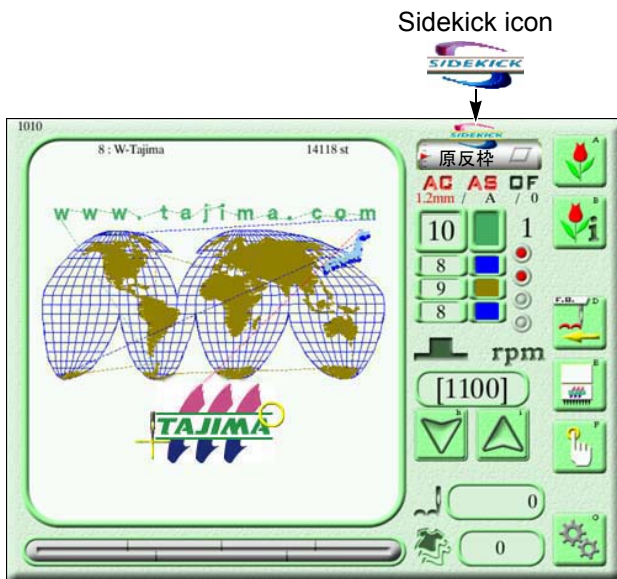 Sidekick icon
SIDEKICK
1010
8 : W-Tajima 14118 st
www.tajima.com
TAJIMA
SIDEKICK
原反枠
AC AS OF
1.2mm / A / 0
10 1
8
9
8
rpm
[1100]
h i
0
0
A
B
i
F.H. D
E
F
O